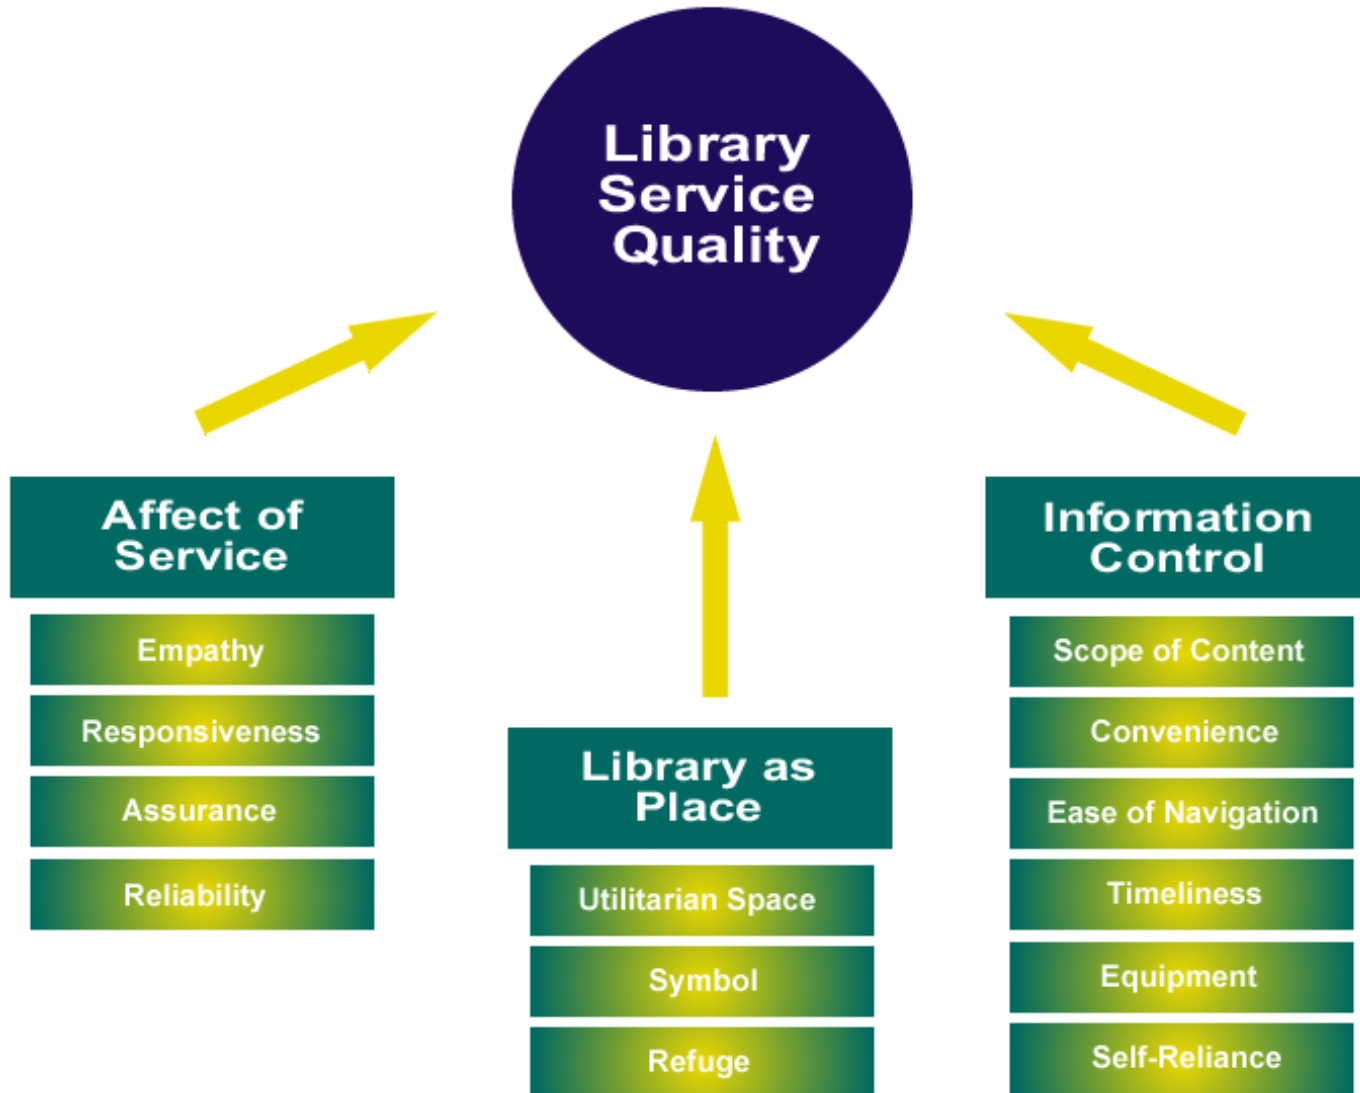 Library
Service
Quality
Affect of
Service
Empathy
Responsiveness
Assurance
Reliability
Library as
Place
Utilitarian Space
Symbol
Refuge
Information
Control
Scope of Content
Convenience
Ease of Navigation
Timeliness
Equipment
Self-Reliance